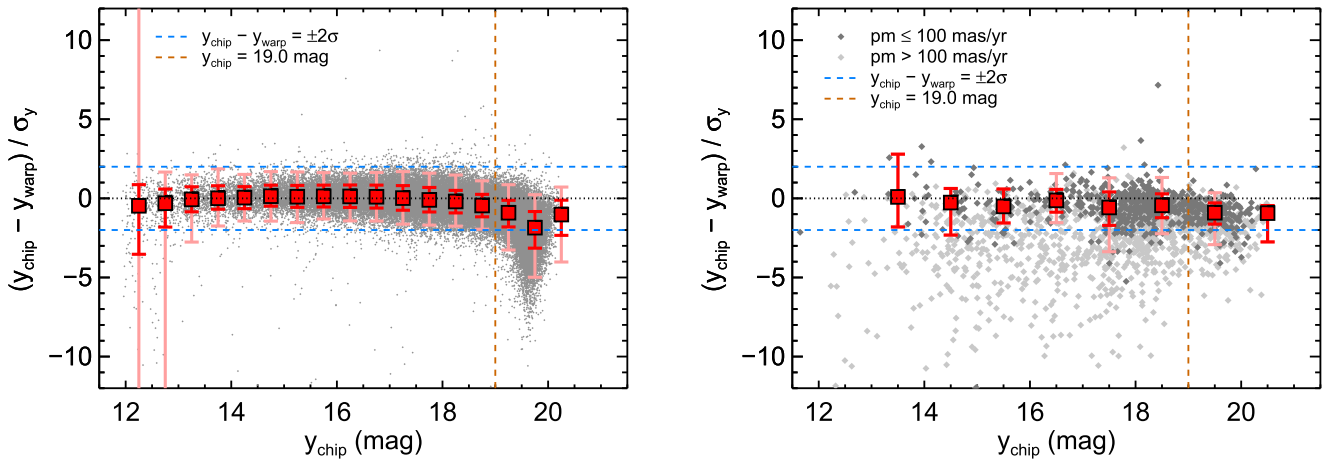 10
5
0
−5
−10
(y_chip − y_warp) / σ_y
y_chip − y_warp = ±2σ
y_chip = 19.0 mag
12 14 16 18 20
y_chip (mag)
10
5
0
−5
−10
(y_chip − y_warp) / σ_y
pm ≤ 100 mas/yr
pm > 100 mas/yr
y_chip − y_warp = ±2σ
y_chip = 19.0 mag
12 14 16 18 20
y_chip (mag)